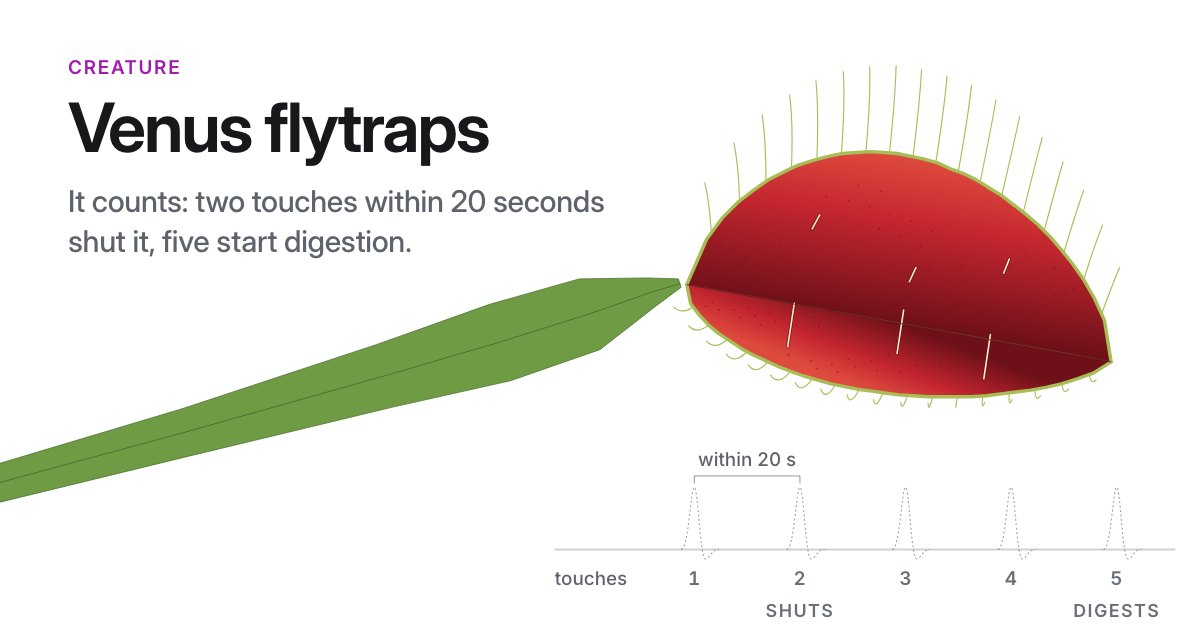 CREATURE
Venus flytraps
It counts: two touches within 20 seconds
shut it, five start digestion.
within 20 s
touches 1 2 3 4 5
SHUTS DIGESTS